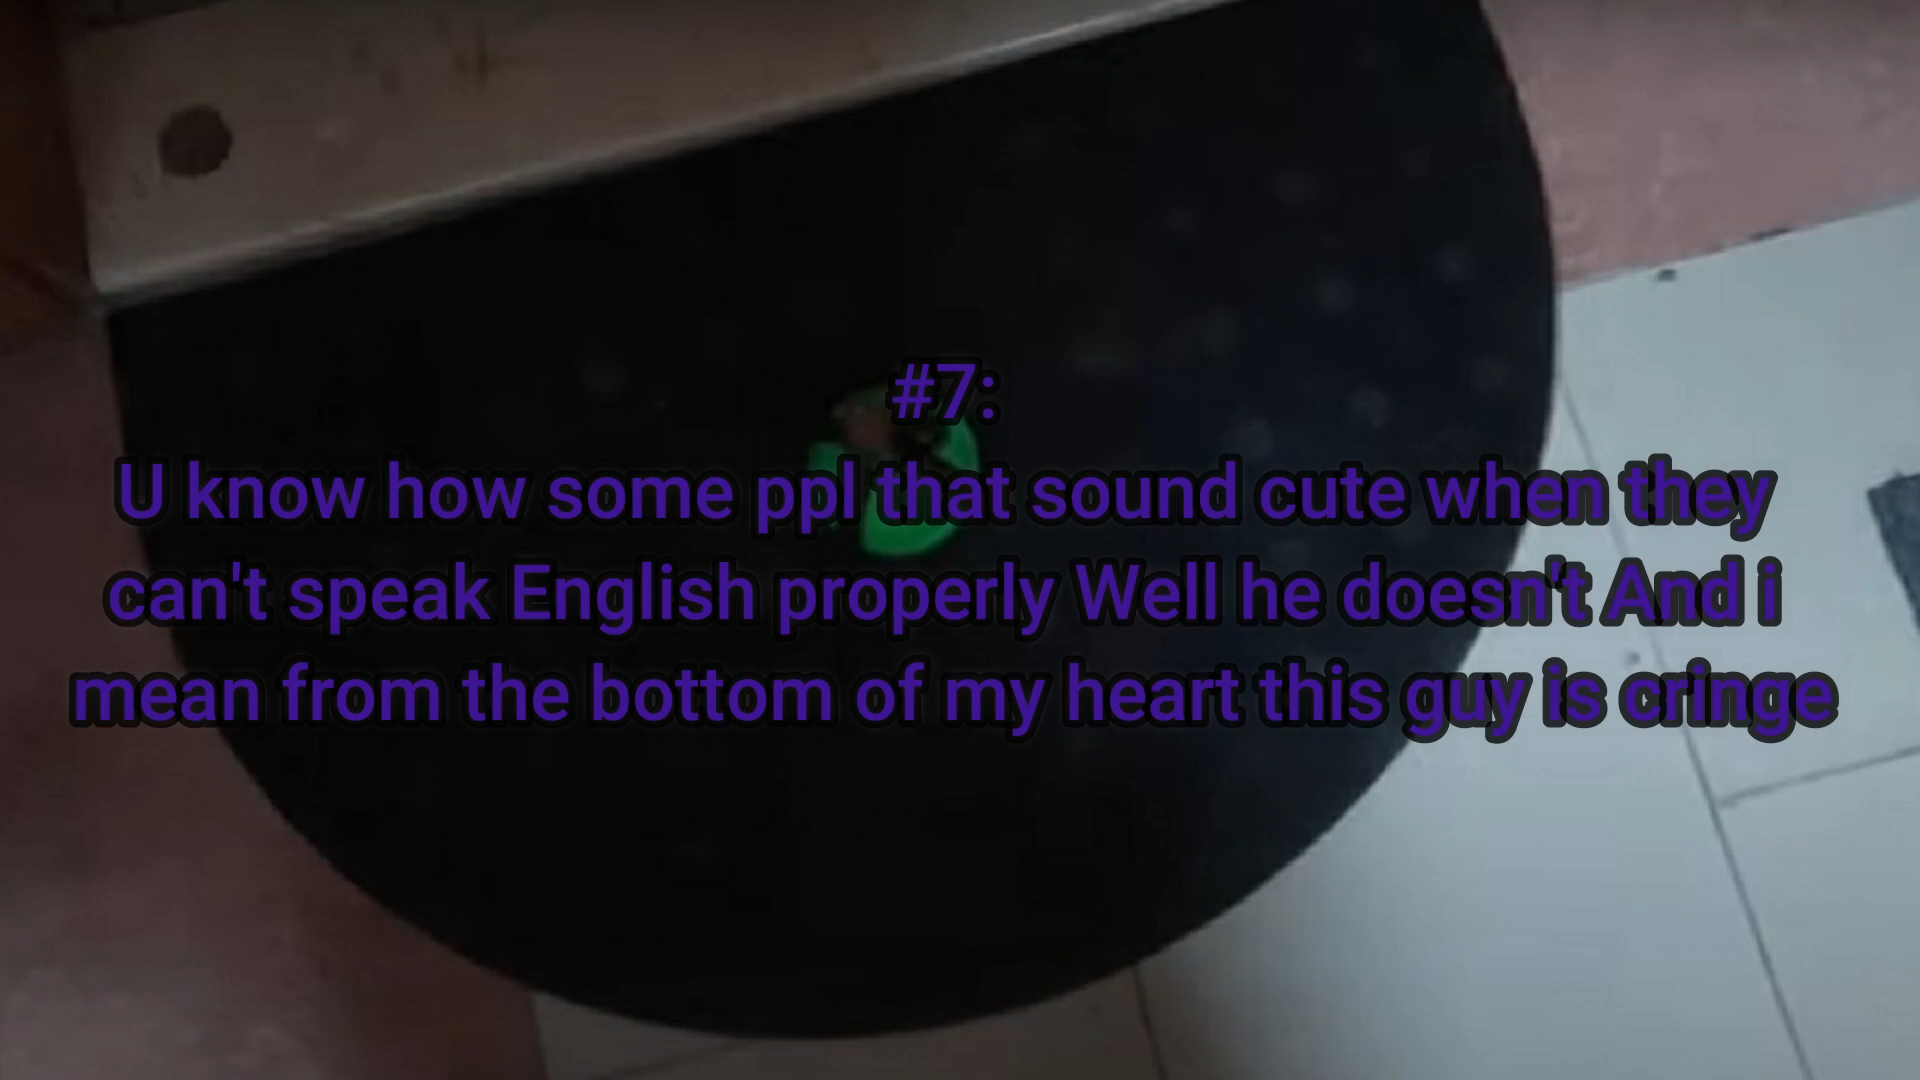 #7:
U know how some ppl that sound cute when they
can't speak English properly Well he doesn't And i
mean from the bottom of my heart this guy is cringe